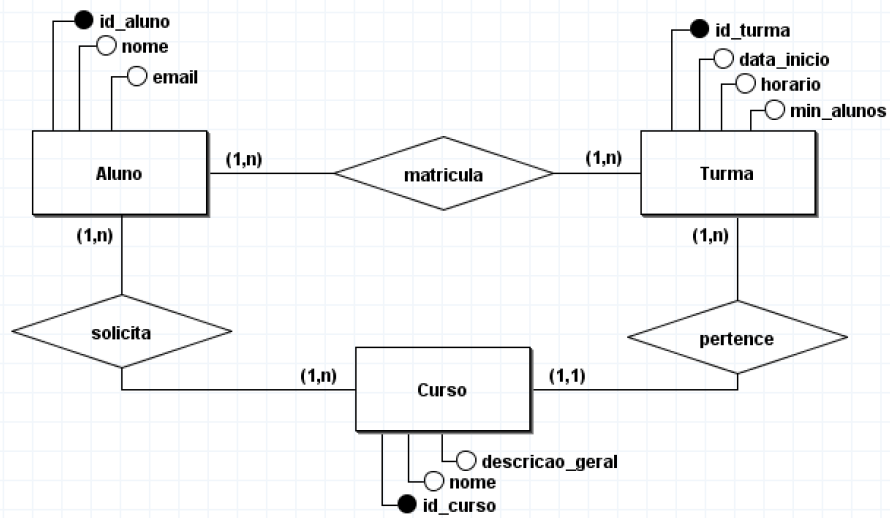 id_aluno
nome
email
id_turma
data_inicio
horario
min_alunos
Aluno
(1,n)
matricula
(1,n)
Turma
(1,n)
(1,n)
solicita
pertence
(1,n)
Curso
(1,1)
descricao_geral
nome
id_curso